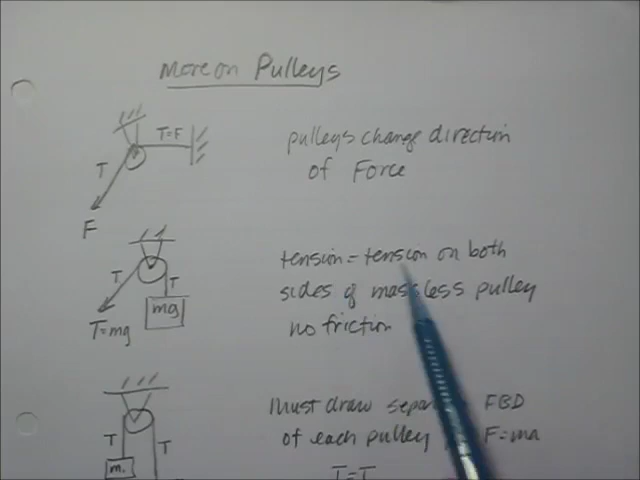 More on Pulleys
T=F
T
F
pulleys change direction
of Force
T
T
mg
T=mg
tension = tension on both
sides of massless pulley
no friction
T
T
m
Must draw FBD
of each pulley F=ma
T=T